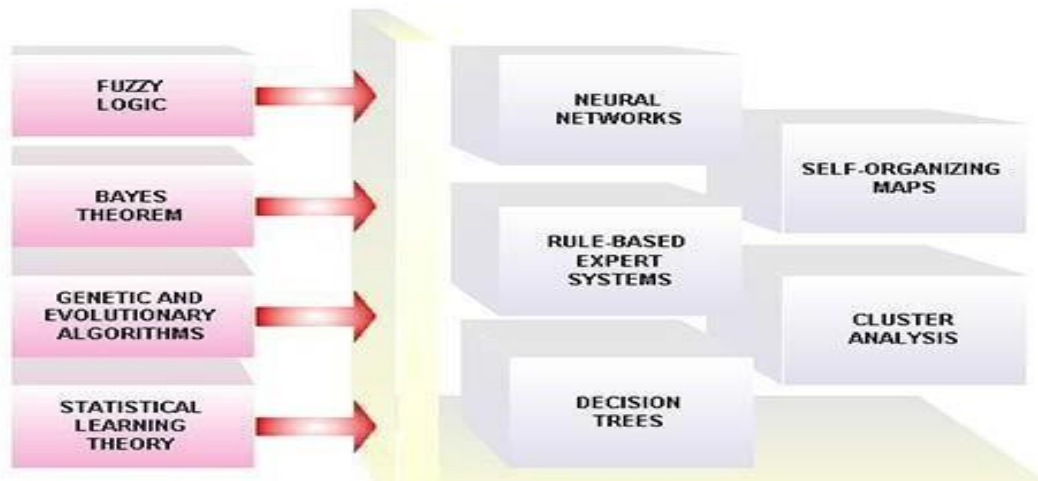 FUZZY
LOGIC
BAYES
THEOREM
GENETIC AND
EVOLUTIONARY
ALGORITHMS
STATISTICAL
LEARNING
THEORY
NEURAL
NETWORKS
SELF-ORGANIZING
MAPS
RULE-BASED
EXPERT
SYSTEMS
CLUSTER
ANALYSIS
DECISION
TREES